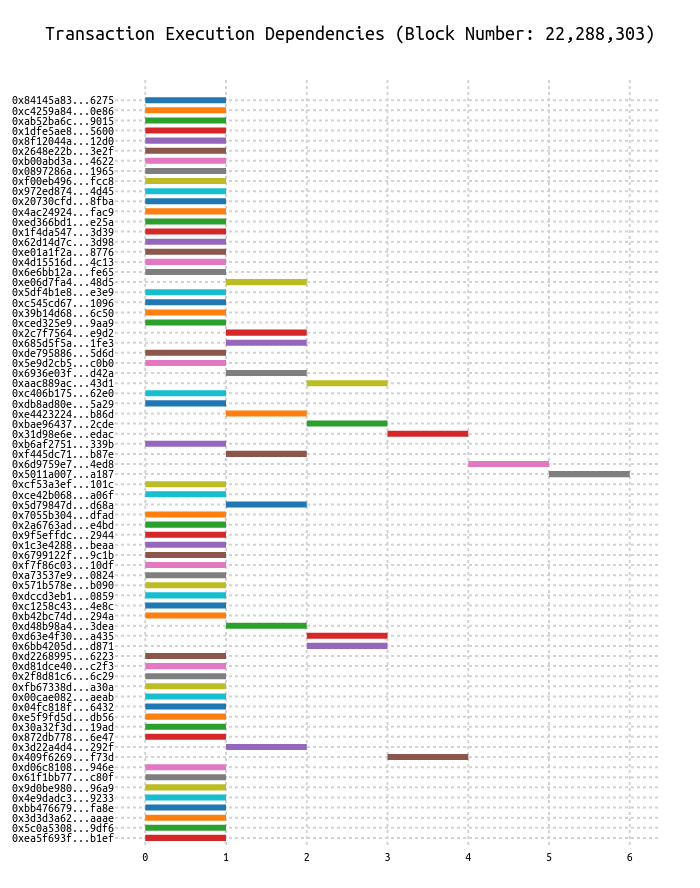 Transaction Execution Dependencies (Block Number: 22,288,303)
0x84145a83...6275
0xc4259a84...0e86
0xab52ba6c...9015
0x1dfe5ae8...5600
0x8f12044a...12d0
0x2648e22b...3e2f
0xb00abd3a...4622
0x0897286a...1965
0xf00eb496...fcc8
0x972ed874...4d45
0x20730cfd...8fba
0x4ac24924...fac9
0xed366bd1...e25a
0x1f4da547...3d39
0x62d14d7c...3d98
0xe01a1f2a...8776
0x4d15516d...4c13
0x6e6bb12a...fe65
0xe06d7fa4...48d5
0x5df4b1e8...e3e9
0xc545cd67...1096
0x39b14d68...6c50
0xced325e9...9aa9
0x2c7f7564...e9d2
0x685d5f5a...1fe3
0xde795886...5d6d
0x5e9d2cb5...c0b0
0x6936e03f...d42a
0xaac889ac...43d1
0xc406b175...62e0
0xdb8ad80e...5a29
0xe4423224...b86d
0xbae96437...2cde
0x31d98e6e...edac
0xb6af2751...339b
0xf445dc71...b87e
0x6d9759e7...4ed8
0x5011a007...a187
0xcf53a3ef...101c
0xce42b068...a06f
0x5d79847d...d68a
0x7055b304...dfad
0x2a6763ad...e4bd
0x9f5effdc...2944
0x1c3e4288...beaa
0x6799122f...9c1b
0xf7f86c03...10df
0xa73537e9...0824
0x571b578e...b090
0xdccd3eb1...0859
0xc1258c43...4e8c
0xb42bc74d...294a
0xd48b98a4...3dea
0xd63e4f30...a435
0x6bb4205d...d871
0xd2268995...6223
0xd81dce40...c2f3
0x2f8d81c6...6c29
0xfb67338d...a30a
0x00cae082...aeab
0x04fc818f...6432
0xe5f9fd5d...db56
0x30a32f3d...19ad
0x872db778...6e47
0x3d22a4d4...292f
0x409f6269...f73d
0xd06c8108...946e
0x61f1bb77...c80f
0x9d0be980...96a9
0x4e9dadc3...9233
0xbb476679...fa8e
0x3d3d3a62...aaae
0x5c0a5308...9df6
0xea5f693f...b1ef
0 1 2 3 4 5 6